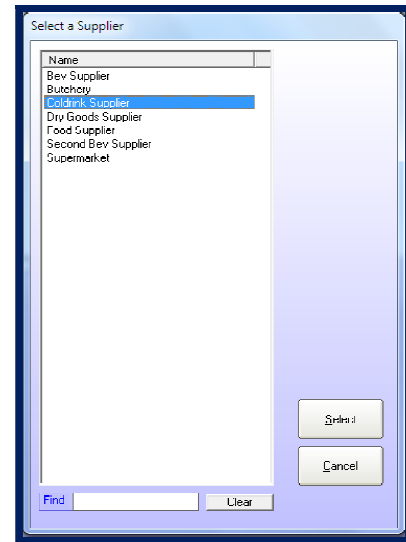 Select a Supplier
Name
Bev Supplier
Butchery
Coldrink Supplier
Dry Goods Supplier
Food Supplier
Second Bev Supplier
Supermarket
Select
Cancel
Find
Clear